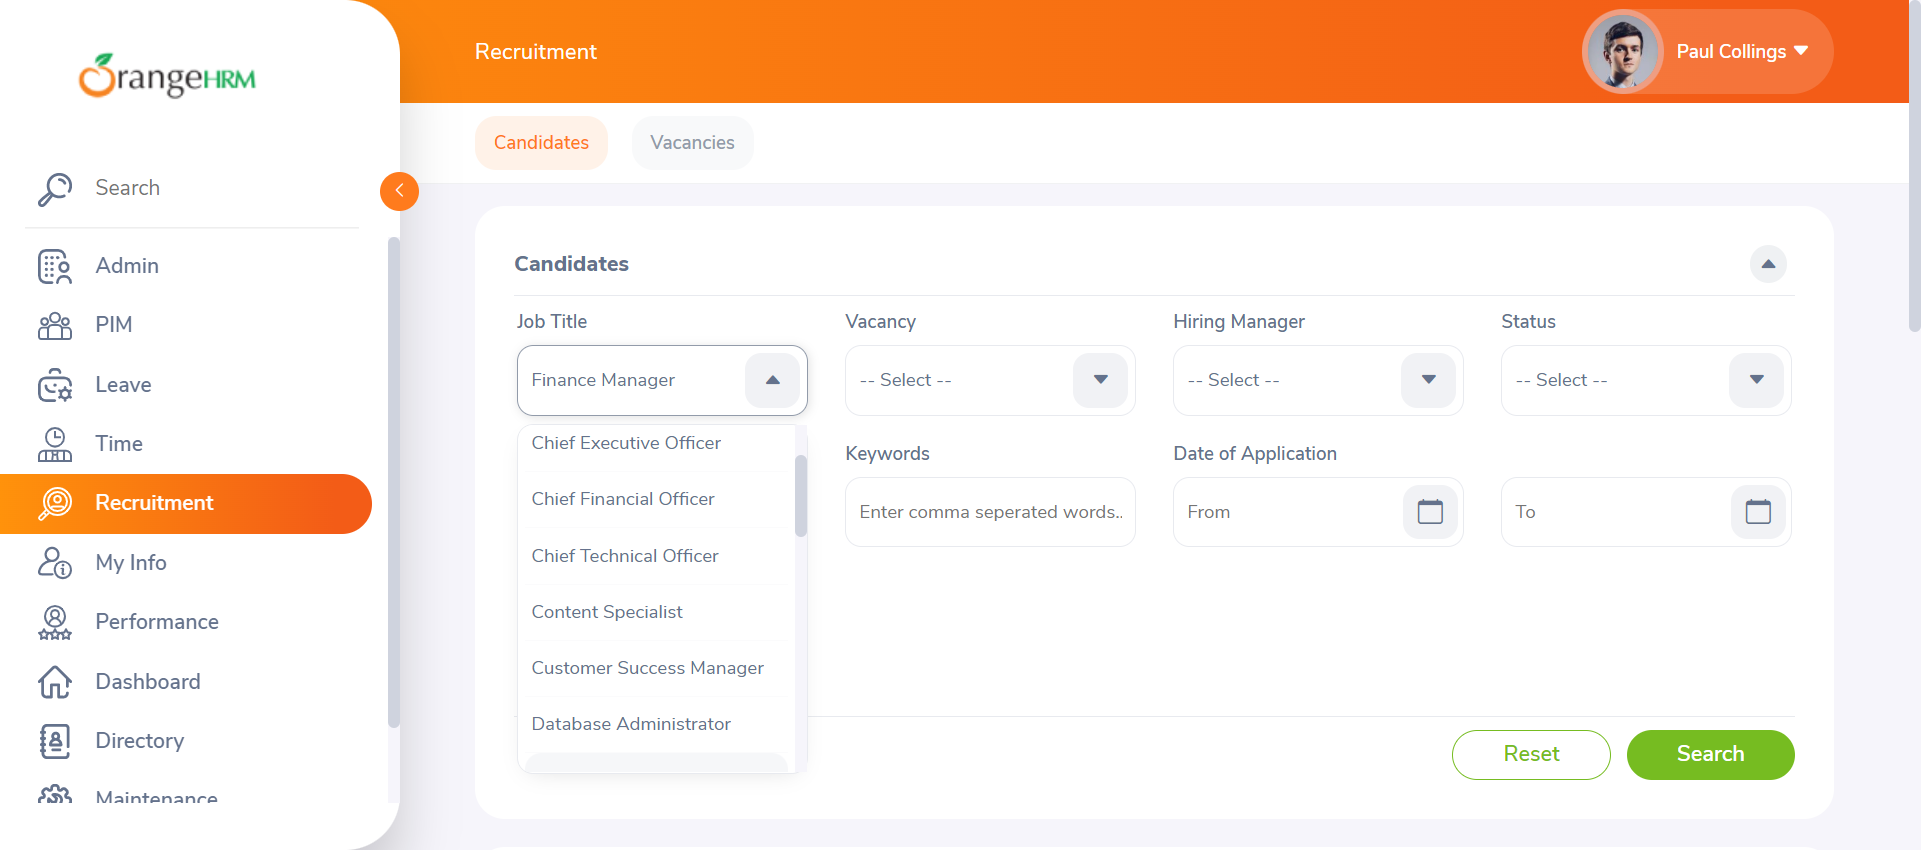 OrangeHRM
Recruitment
Paul Collings
Candidates
Vacancies
Search
Admin
PIM
Leave
Time
Recruitment
My Info
Performance
Dashboard
Directory
Maintenance
Candidates
Job Title
Vacancy
Hiring Manager
Status
Finance Manager
-- Select --
-- Select --
-- Select --
Chief Executive Officer
Chief Financial Officer
Chief Technical Officer
Content Specialist
Customer Success Manager
Database Administrator
Keywords
Date of Application
Enter comma seperated words..
From
To
Reset
Search